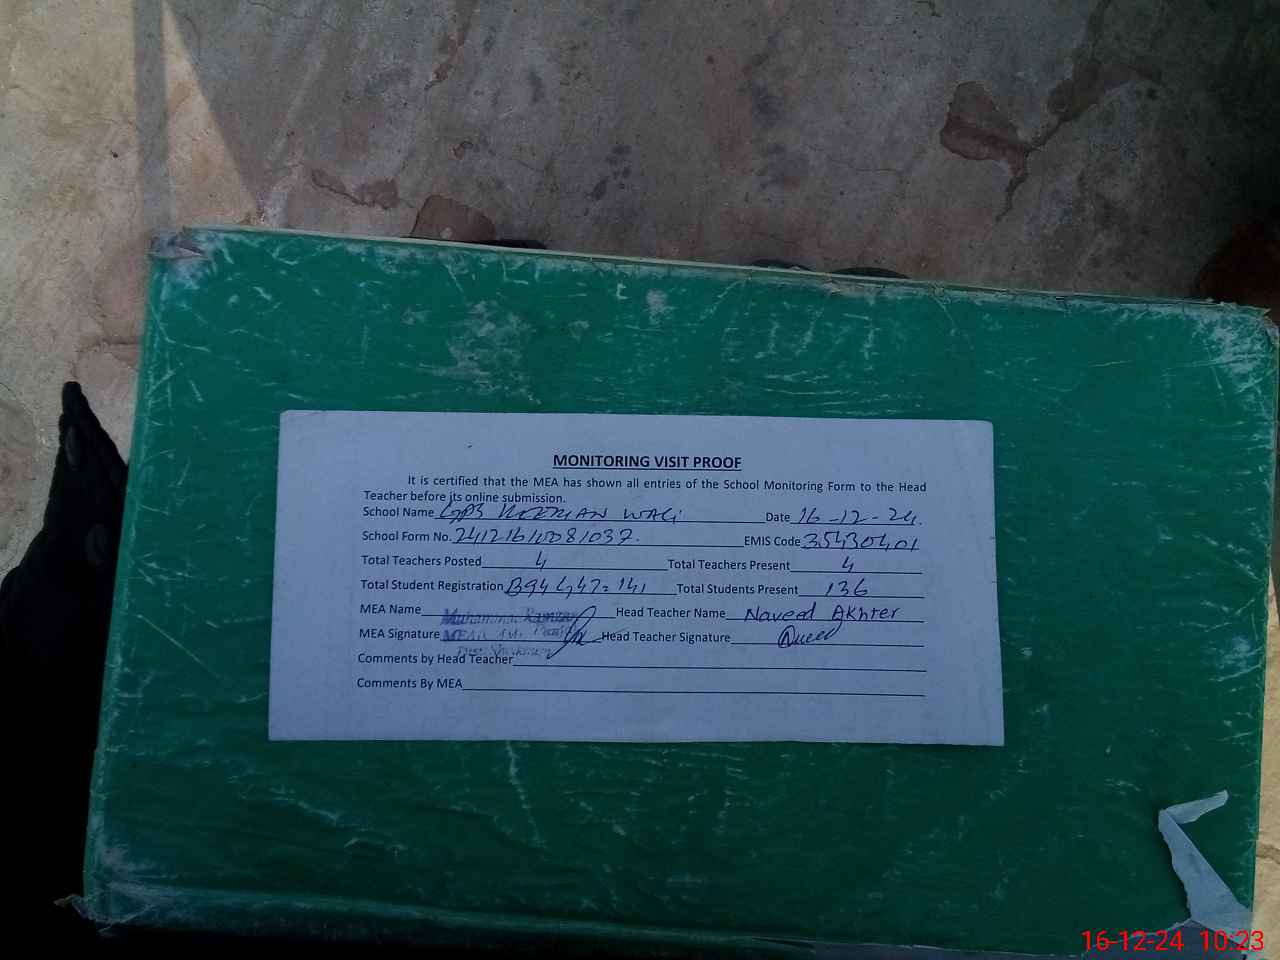 MONITORING VISIT PROOF
It is certified that the MEA has shown all entries of the School Monitoring Form to the Head
Teacher before its online submission.
School Name GPS WALI Date 16-12-24.
School Form No. EMIS Code 35430401
Total Teachers Posted 4 Total Teachers Present 4
Total Student Registration B94 G47=141 Total Students Present 136
MEA Name Head Teacher Name Naveed Akhter
MEA Signature Head Teacher Signature
Comments by Head Teacher
Comments By MEA
16-12-24 10:23